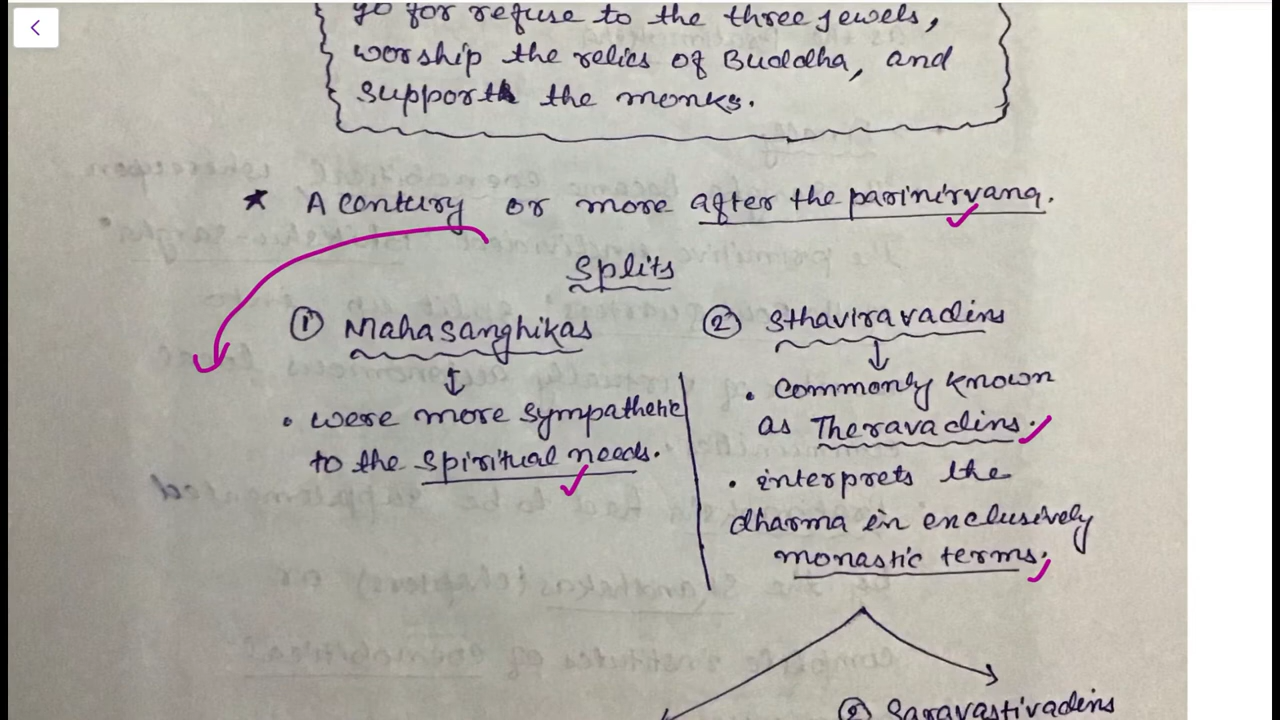 go for refuse to the three jewels,
worship the relics of Buddha, and
support the monks.
* A century or more after the parinirvana.
Splits
① Mahasanghikas
• were more sympathetic
to the spiritual needs.
② Sthaviravadins
• commonly known
as Theravadins.
• interprets the
dharma in exclusively
monastic terms.
② Saravastivadins